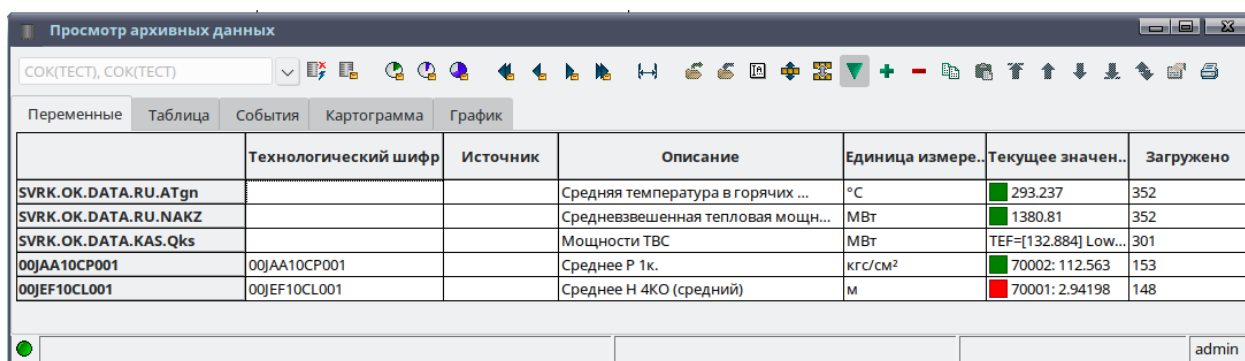 Просмотр архивных данных
СОК(ТЕСТ), СОК(ТЕСТ)
Переменные Таблица События Картограмма График
Технологический шифр Источник Описание Единица измере.. Текущее значен.. Загружено
SVRK.OK.DATA.RU.ATgn Средняя температура в горячих ... °C 293.237 352
SVRK.OK.DATA.RU.NAKZ Средневзвешенная тепловая мощн... МВт 1380.81 352
SVRK.OK.DATA.KAS.Qks Мощности ТВС МВт TEF=[132.884] Low... 301
00JAA10CP001 00JAA10CP001 Среднее Р 1к. кгс/см² 70002: 112.563 153
00JEF10CL001 00JEF10CL001 Среднее Н 4КО (средний) м 70001: 2.94198 148
admin